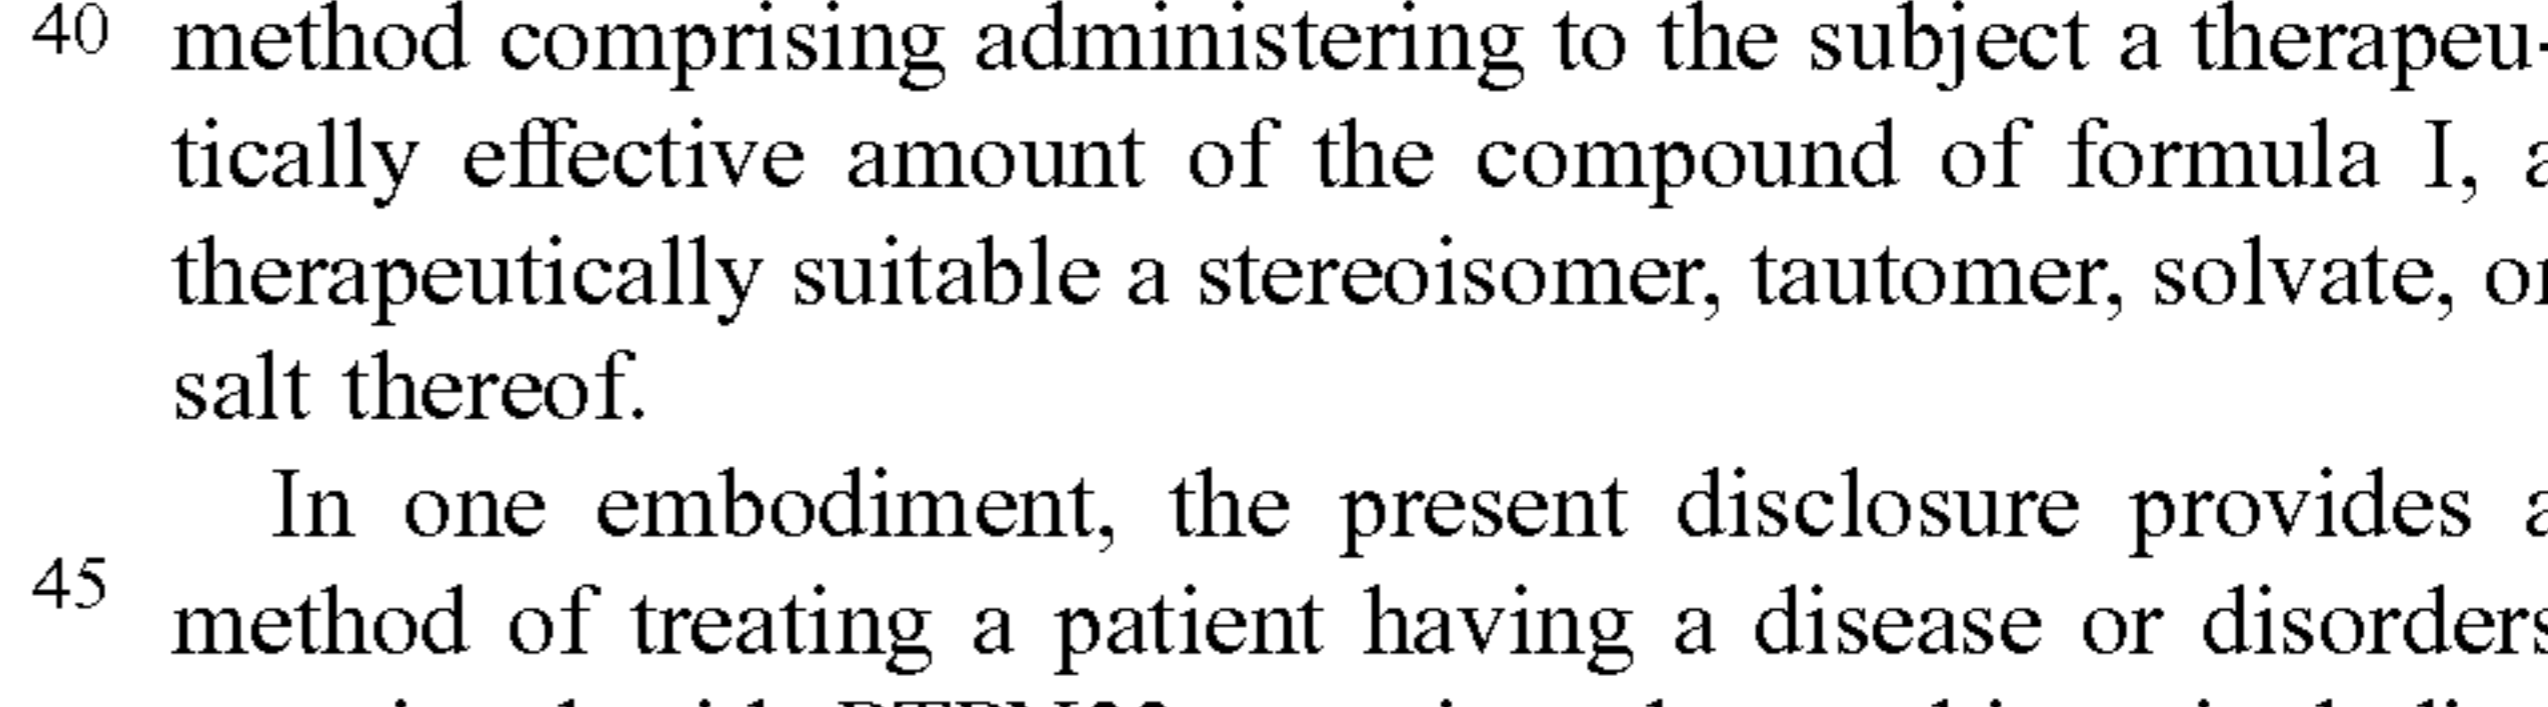 40 method comprising administering to the subject a therapeu-
tically effective amount of the compound of formula I, a
therapeutically suitable a stereoisomer, tautomer, solvate, or
salt thereof.
In one embodiment, the present disclosure provides a
45 method of treating a patient having a disease or disorders